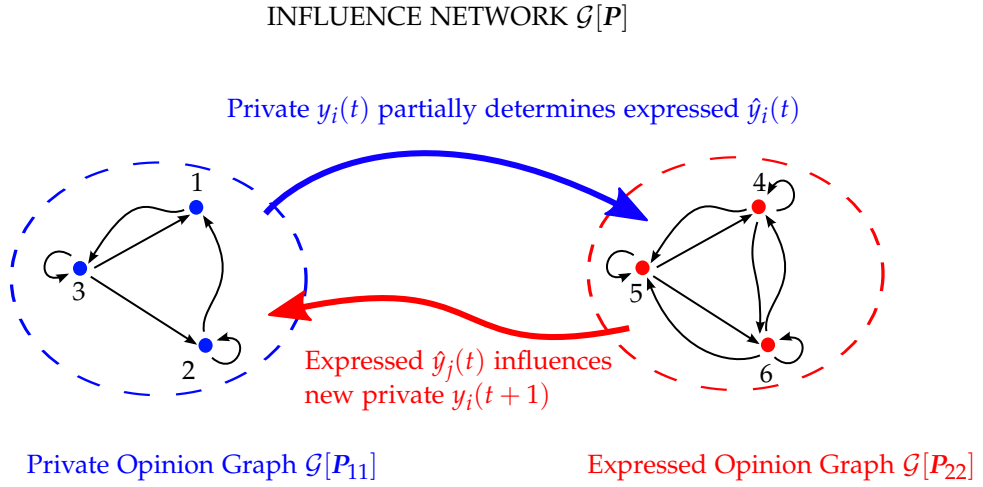 INFLUENCE NETWORK 𝒢[𝑷]
Private yᵢ(t) partially determines expressed ŷᵢ(t)
1
3
2
4
5
6
Expressed ŷⱼ(t) influences
new private yᵢ(t + 1)
Private Opinion Graph 𝒢[𝑷₁₁]
Expressed Opinion Graph 𝒢[𝑷₂₂]